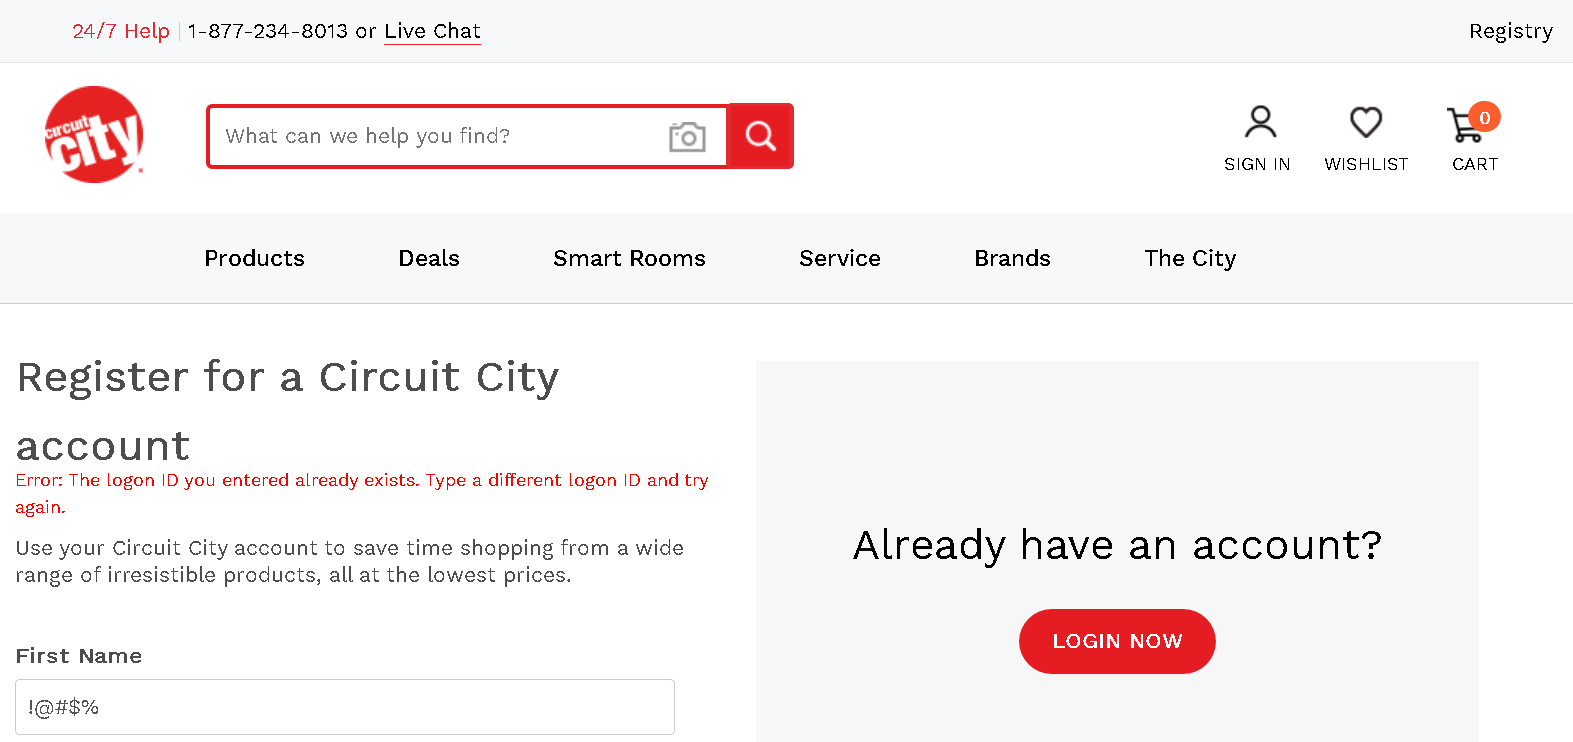 24/7 Help | 1-877-234-8013 or Live Chat
Registry
circuit
city
What can we help you find?
0
SIGN IN
WISHLIST
CART
Products
Deals
Smart Rooms
Service
Brands
The City
Register for a Circuit City
account
Error: The logon ID you entered already exists. Type a different logon ID and try
again.
Use your Circuit City account to save time shopping from a wide
range of irresistible products, all at the lowest prices.
First Name
!@#$%
Already have an account?
LOGIN NOW